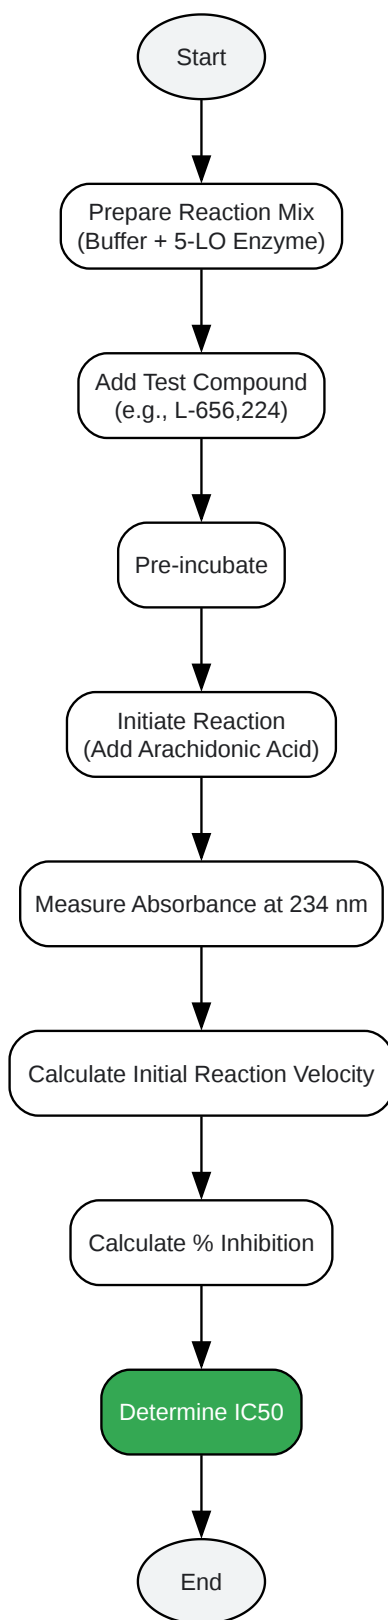 Start
Prepare Reaction Mix
(Buffer + 5-LO Enzyme)
Add Test Compound
(e.g., L-656,224)
Pre-incubate
Initiate Reaction
(Add Arachidonic Acid)
Measure Absorbance at 234 nm
Calculate Initial Reaction Velocity
Calculate % Inhibition
Determine IC50
End